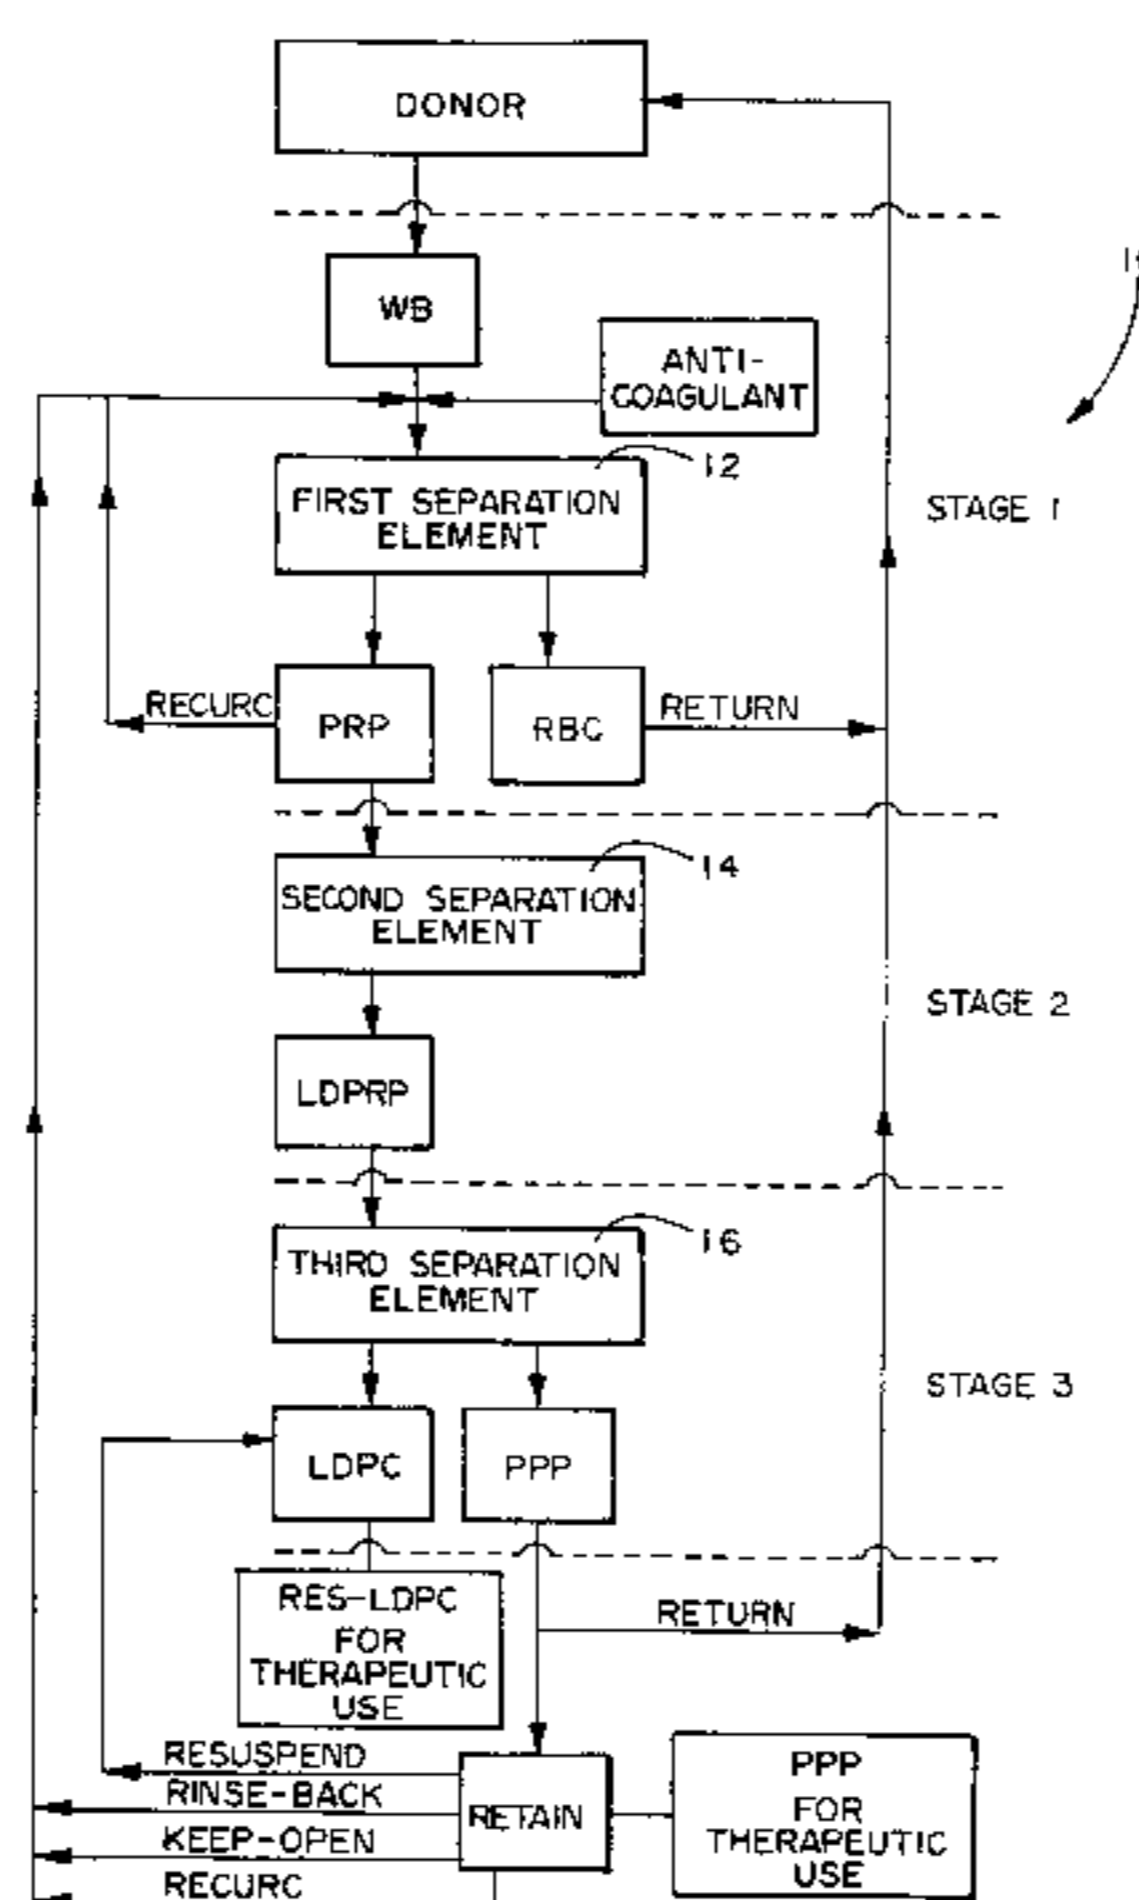 DONOR
WB
ANTI-
COAGULANT
12
FIRST SEPARATION
ELEMENT
STAGE 1
RECURC
PRP
RBC
RETURN
14
SECOND SEPARATION
ELEMENT
STAGE 2
LDPRP
16
THIRD SEPARATION
ELEMENT
STAGE 3
LDPC
PPP
RES-LDPC
FOR
THERAPEUTIC
USE
RETURN
RESUSPEND
RINSE-BACK
KEEP-OPEN
RECURC
RETAIN
PPP
FOR
THERAPEUTIC
USE